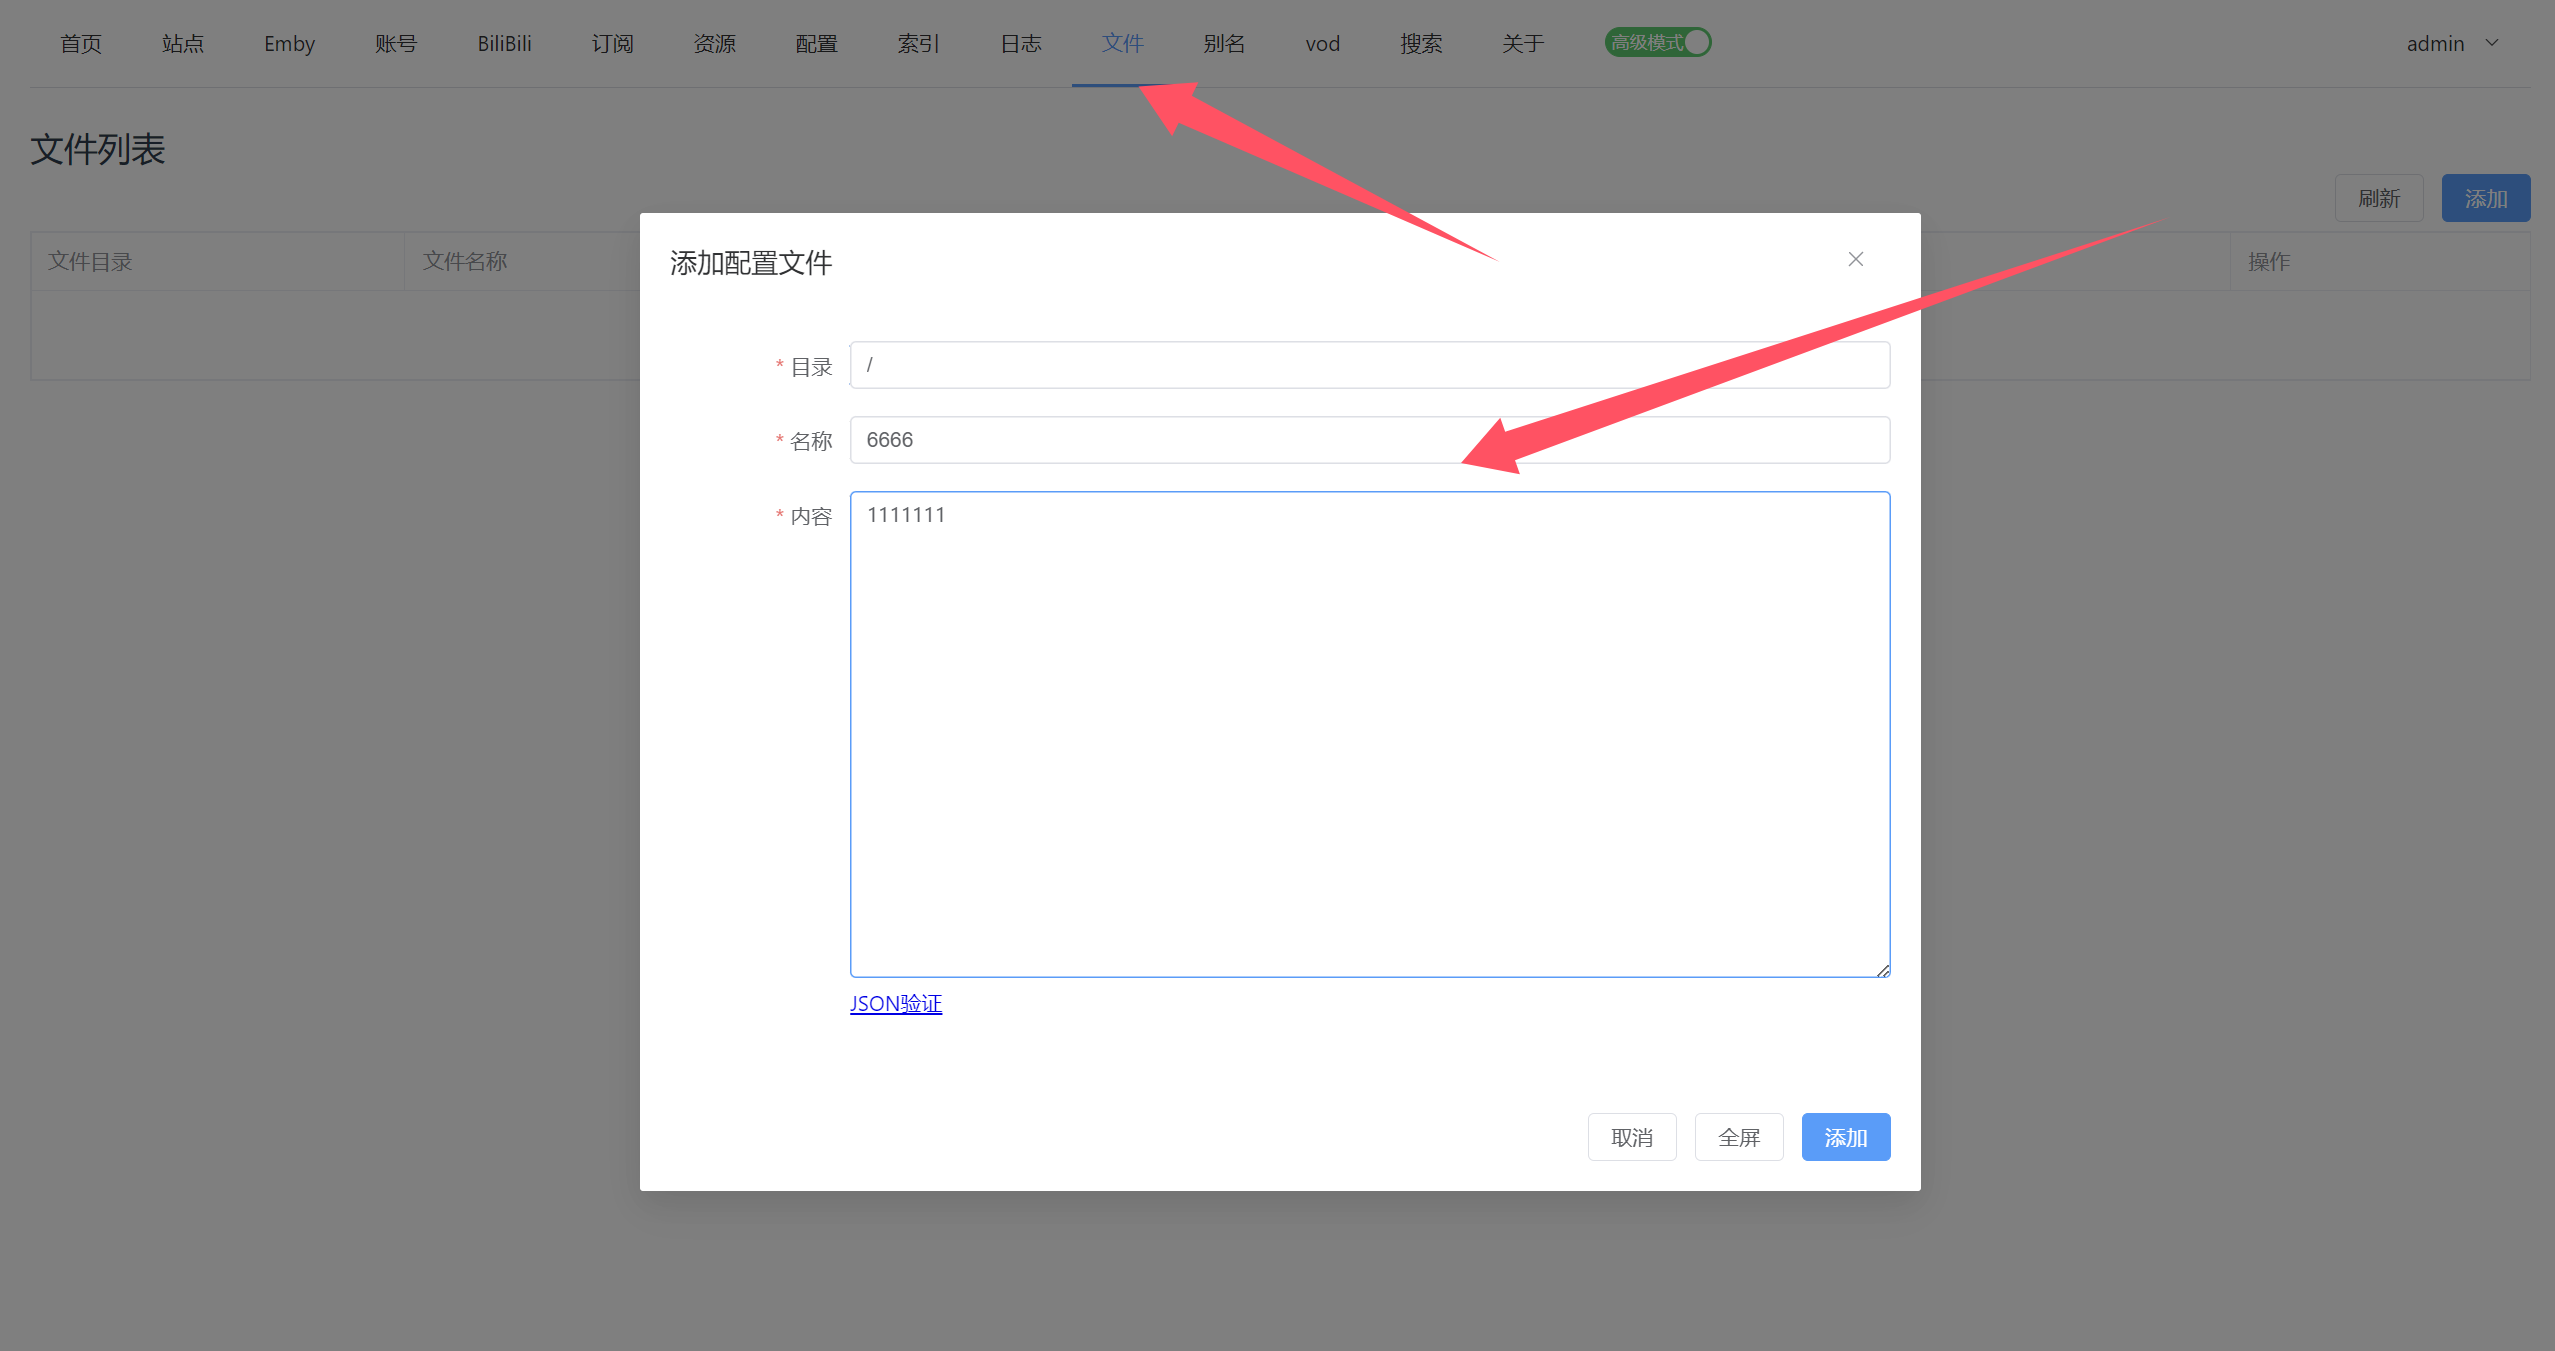 首页 站点 Emby 账号 BiliBili 订阅 资源 配置 索引 日志 文件 别名 vod 搜索 关于 高级模式 admin
文件列表
刷新 添加
文件目录 文件名称 操作
添加配置文件
* 目录 /
* 名称 6666
* 内容 1111111
JSON验证
取消 全屏 添加